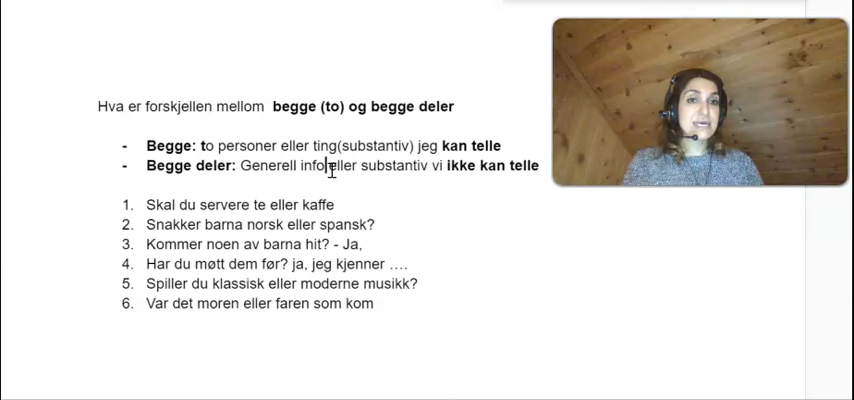 Hva er forskjellen mellom begge (to) og begge deler
- Begge: to personer eller ting(substantiv) jeg kan telle
- Begge deler: Generell info eller substantiv vi ikke kan telle
1. Skal du servere te eller kaffe
2. Snakker barna norsk eller spansk?
3. Kommer noen av barna hit? - Ja,
4. Har du møtt dem før? ja, jeg kjenner ….
5. Spiller du klassisk eller moderne musikk?
6. Var det moren eller faren som kom